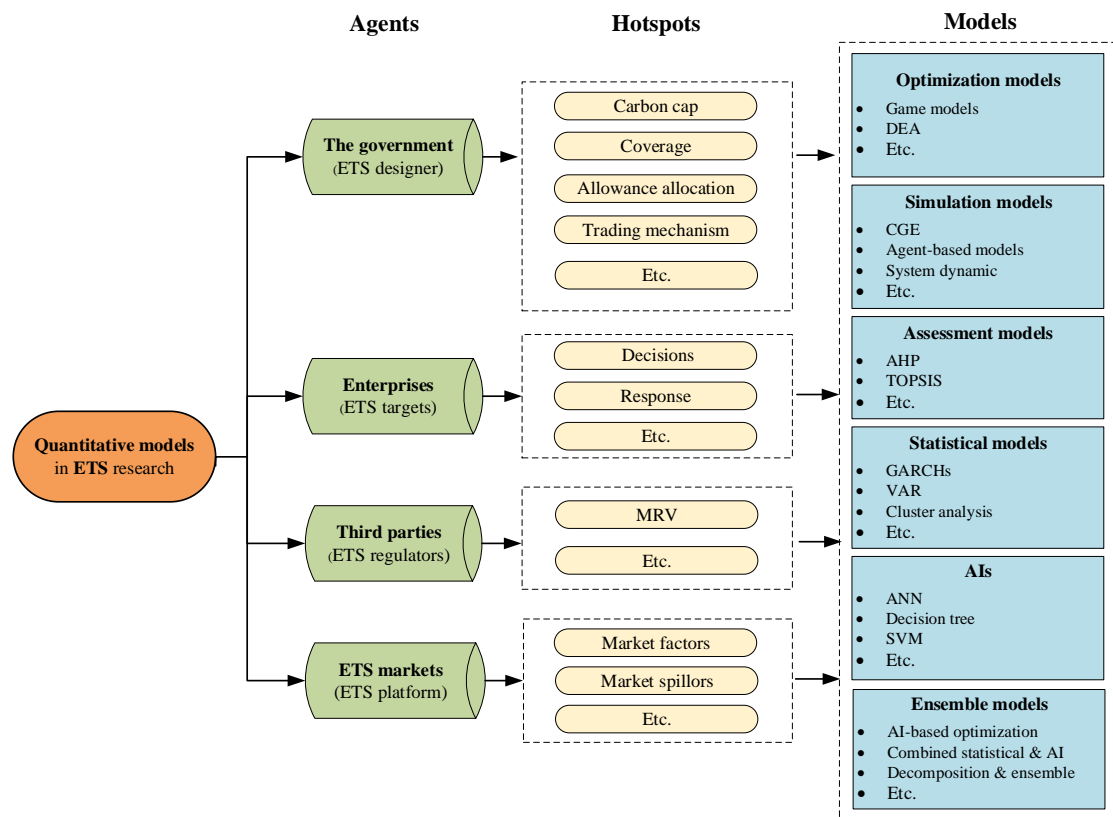 Agents
Hotspots
Models
Quantitative models
in ETS research
The government
(ETS designer)
Carbon cap
Coverage
Allowance allocation
Trading mechanism
Etc.
Enterprises
(ETS targets)
Decisions
Response
Etc.
Third parties
(ETS regulators)
MRV
Etc.
ETS markets
(ETS platform)
Market factors
Market spillors
Etc.
Optimization models
• Game models
• DEA
• Etc.
Simulation models
• CGE
• Agent-based models
• System dynamic
• Etc.
Assessment models
• AHP
• TOPSIS
• Etc.
Statistical models
• GARCHs
• VAR
• Cluster analysis
• Etc.
AIs
• ANN
• Decision tree
• SVM
• Etc.
Ensemble models
• AI-based optimization
• Combined statistical & AI
• Decomposition & ensemble
• Etc.